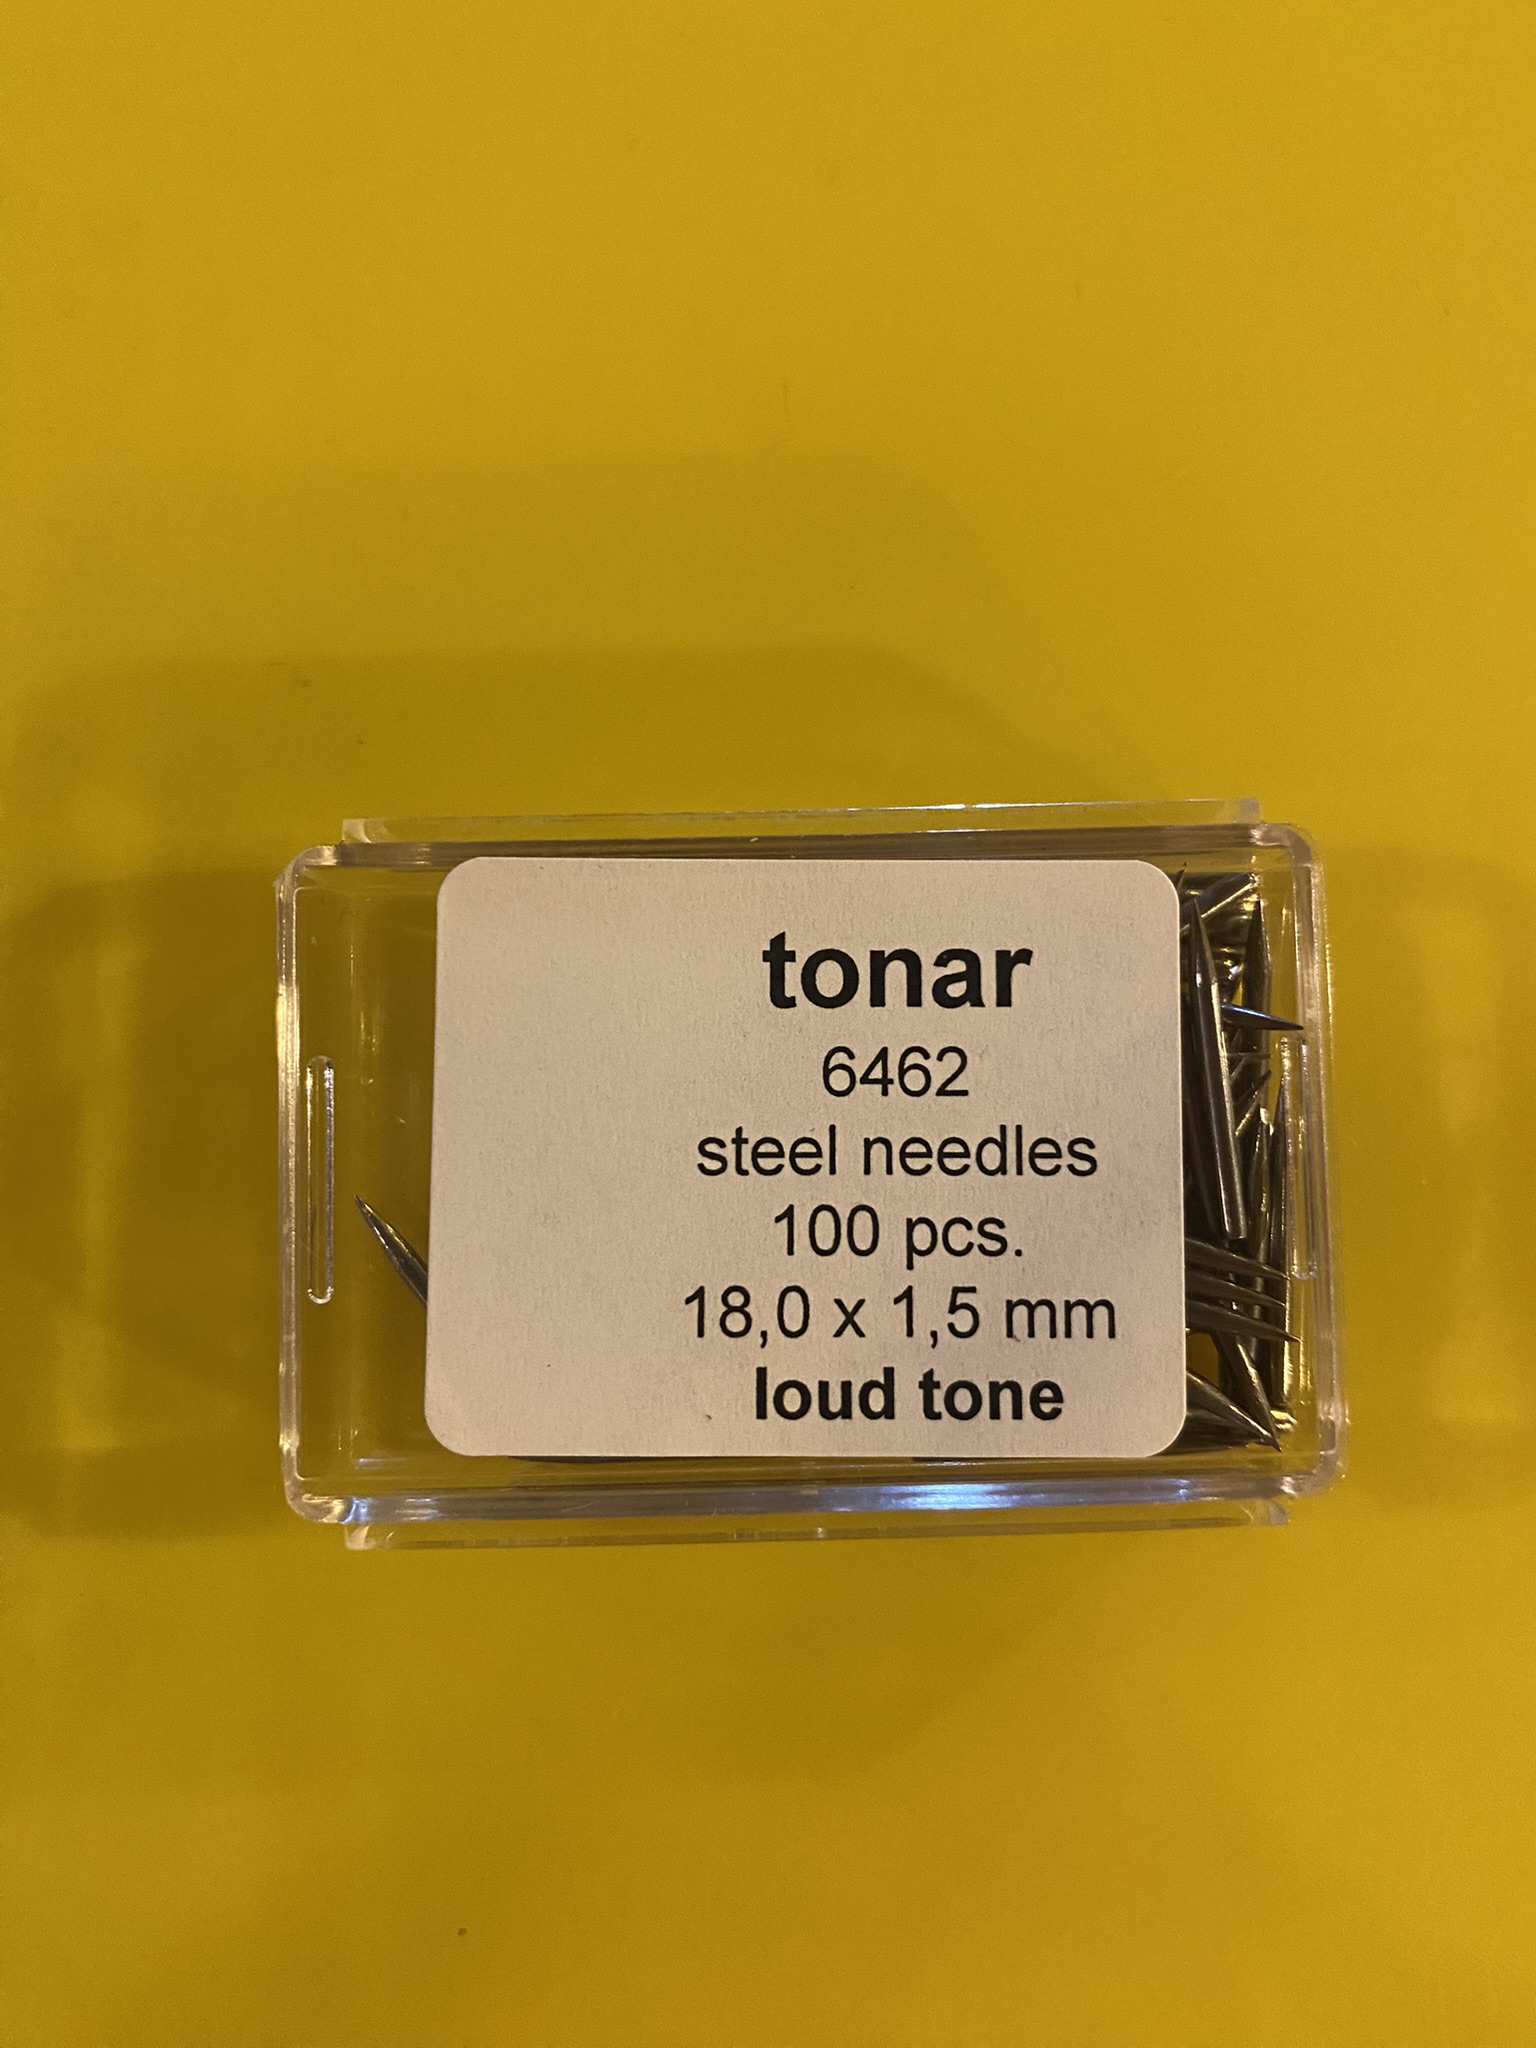 tonar
6462
steel needles
100 pcs.
18,0 x 1,5 mm
loud tone